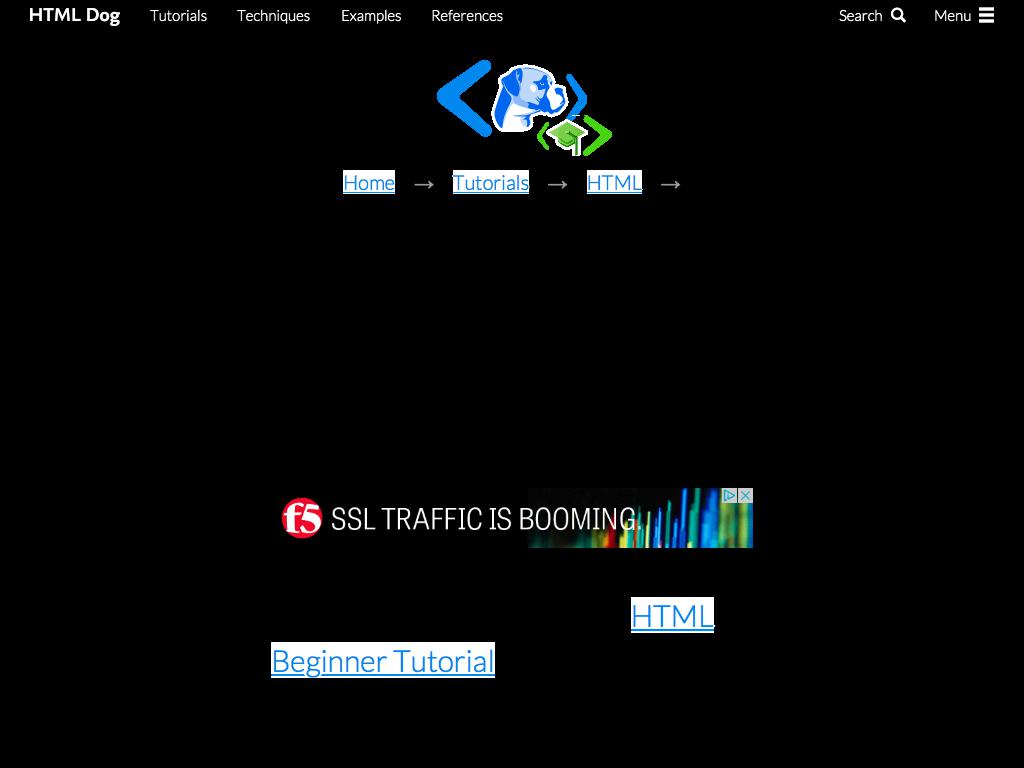 HTML Dog Tutorials Techniques Examples References Search Menu
Home → Tutorials → HTML →
f5 SSL TRAFFIC IS BOOMING.
HTML
Beginner Tutorial